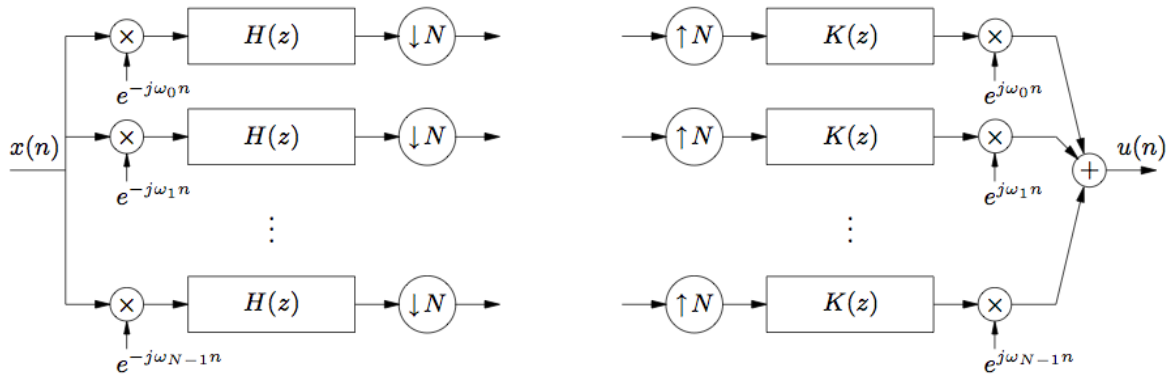 × H(z) ↓N ↑N K(z) ×
e^{-jω_0 n} e^{jω_0 n}
x(n) × H(z) ↓N ↑N K(z) × u(n)
+
e^{-jω_1 n} e^{jω_1 n}
⋮ ⋮
× H(z) ↓N ↑N K(z) ×
e^{-jω_{N-1} n} e^{jω_{N-1} n}